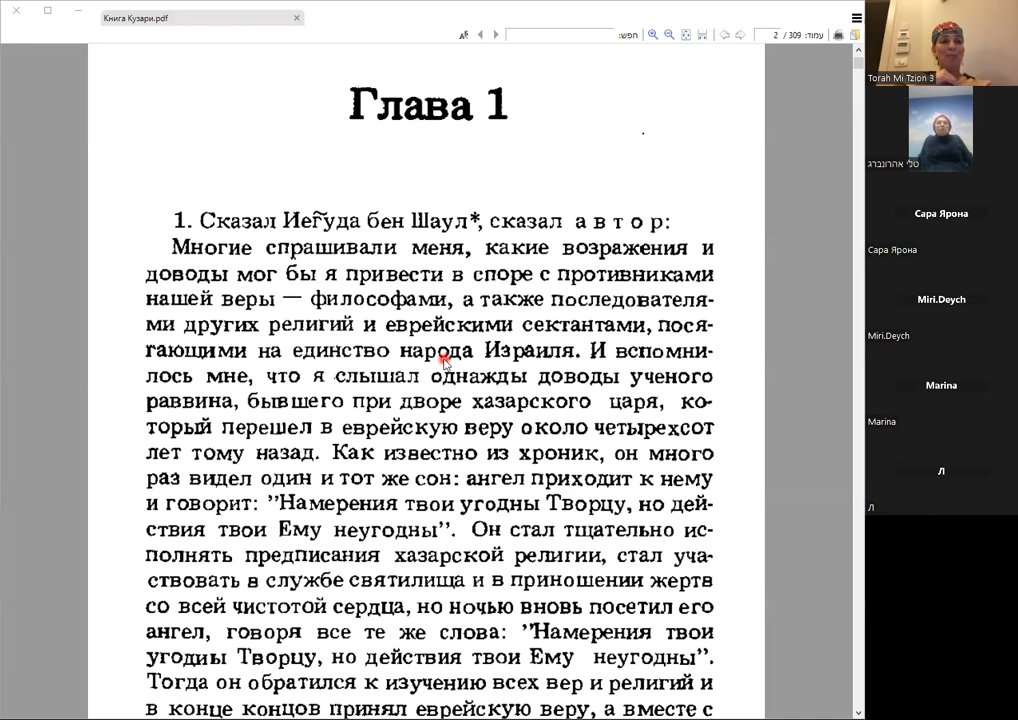 Книга Кузари.pdf
חפש:
עמוד: 2 / 309
Глава 1
1. Сказал Иегуда бен Шаул*, сказал автор:
Многие спрашивали меня, какие возражения и
доводы мог бы я привести в споре с противниками
нашей веры — философами, а также последователя-
ми других религий и еврейскими сектантами, пося-
гающими на единство народа Израиля. И вспомни-
лось мне, что я слышал однажды доводы ученого
раввина, бывшего при дворе хазарского царя, ко-
торый перешел в еврейскую веру около четырехсот
лет тому назад. Как известно из хроник, он много
раз видел один и тот же сон: ангел приходит к нему
и говорит: ”Намерения твои угодны Творцу, но дей-
ствия твои Ему неугодны”. Он стал тщательно ис-
полнять предписания хазарской религии, стал уча-
ствовать в службе святилища и в приношении жертв
со всей чистотой сердца, но ночью вновь посетил его
ангел, говоря все те же слова: ”Намерения твои
угодны Творцу, но действия твои Ему неугодны”.
Тогда он обратился к изучению всех вер и религий и
в конце концов принял еврейскую веру, а вместе с
Torah Mi Tzion 3
טלי אהרונברג
Сара Ярона
Сара Ярона
Miri.Deych
Miri.Deych
Marina
Marina
Л
Л